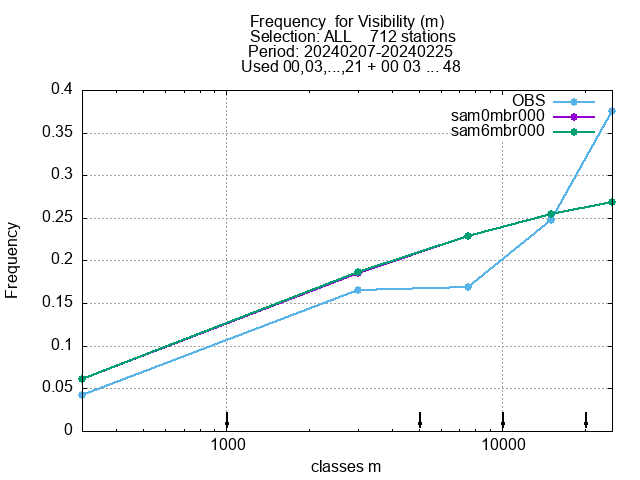 Frequency  for Visibility (m)
Selection: ALL    712 stations
Period: 20240207-20240225
Used 00,03,...,21 + 00 03 ... 48
0.4
0.35
0.3
0.25
0.2
0.15
0.1
0.05
0
Frequency
OBS
sam0mbr000
sam6mbr000
1000
10000
classes m